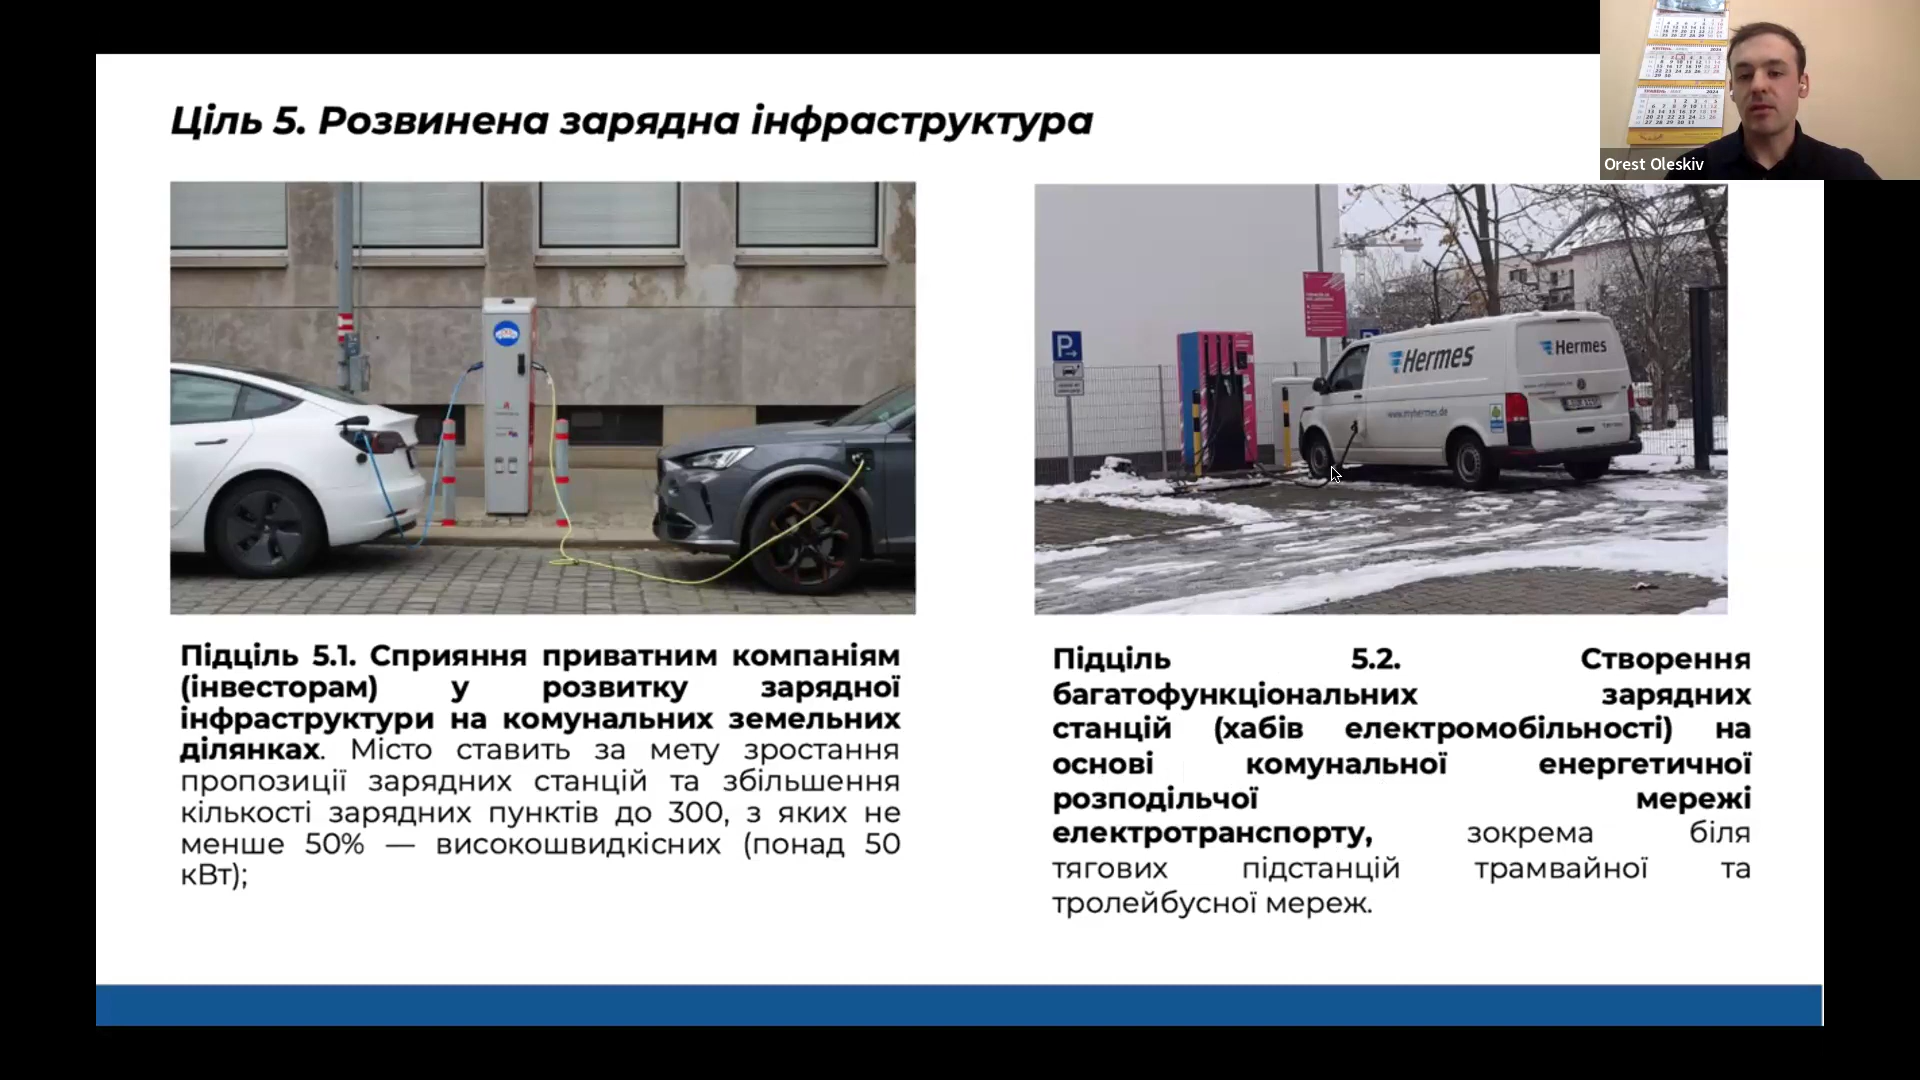 Ціль 5. Розвинена зарядна інфраструктура
Orest Oleskiv
P
Hermes
Hermes
www.myhermes.de
Підціль 5.1. Сприяння приватним компаніям
(інвесторам) у розвитку зарядної
інфраструктури на комунальних земельних
ділянках. Місто ставить за мету зростання
пропозиції зарядних станцій та збільшення
кількості зарядних пунктів до 300, з яких не
менше 50% — високошвидкісних (понад 50
кВт);
Підціль 5.2. Створення
багатофункціональних зарядних
станцій (хабів електромобільності) на
основі комунальної енергетичної
розподільчої мережі
електротранспорту, зокрема біля
тягових підстанцій трамвайної та
тролейбусної мереж.